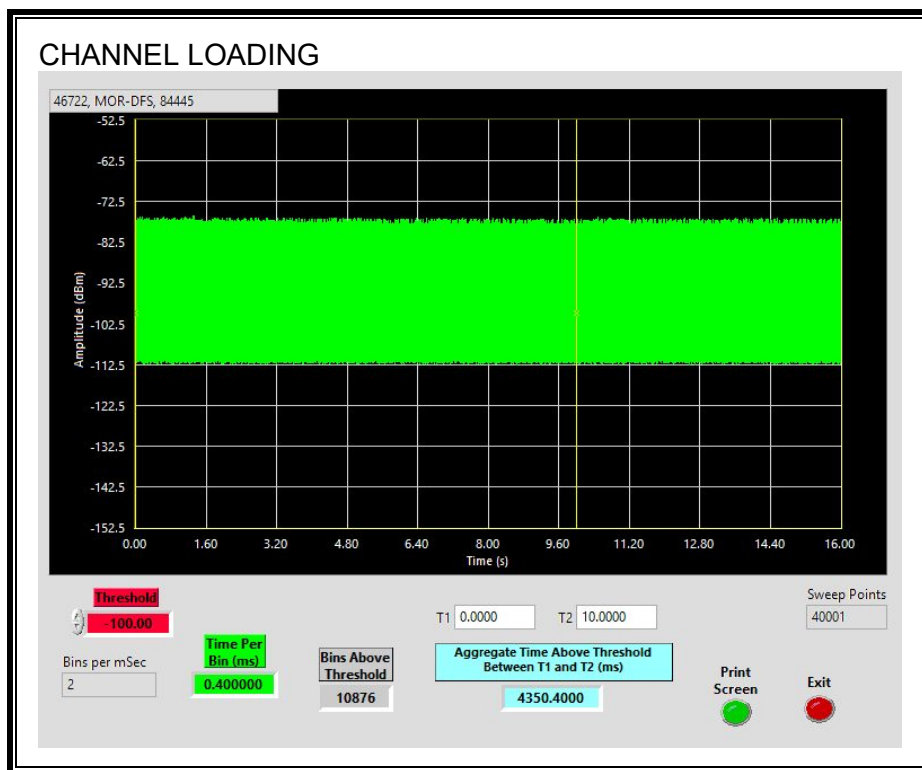 CHANNEL LOADING
46722, MOR-DFS, 84445
-52.5
-62.5
-72.5
-82.5
-92.5
-102.5
-112.5
-122.5
-132.5
-142.5
-152.5
Amplitude (dBm)
0.00 1.60 3.20 4.80 6.40 8.00 9.60 11.20 12.80 14.40 16.00
Time (s)
Threshold
-100.00
Bins per mSec
2
Time Per
Bin (ms)
0.400000
Bins Above
Threshold
10876
T1 0.0000 T2 10.0000
Aggregate Time Above Threshold
Between T1 and T2 (ms)
4350.4000
Sweep Points
40001
Print
Screen
Exit